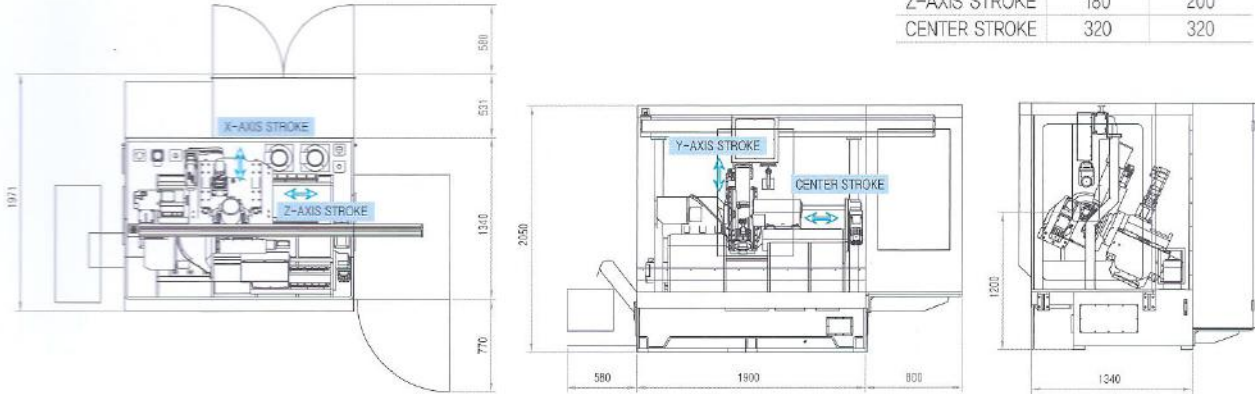 Z-AXIS STROKE 180 200
CENTER STROKE 320 320
580
531
X-AXIS STROKE
Z-AXIS STROKE
1971
1340
770
Y-AXIS STROKE
CENTER STROKE
2050
580
1900
800
1200
1340